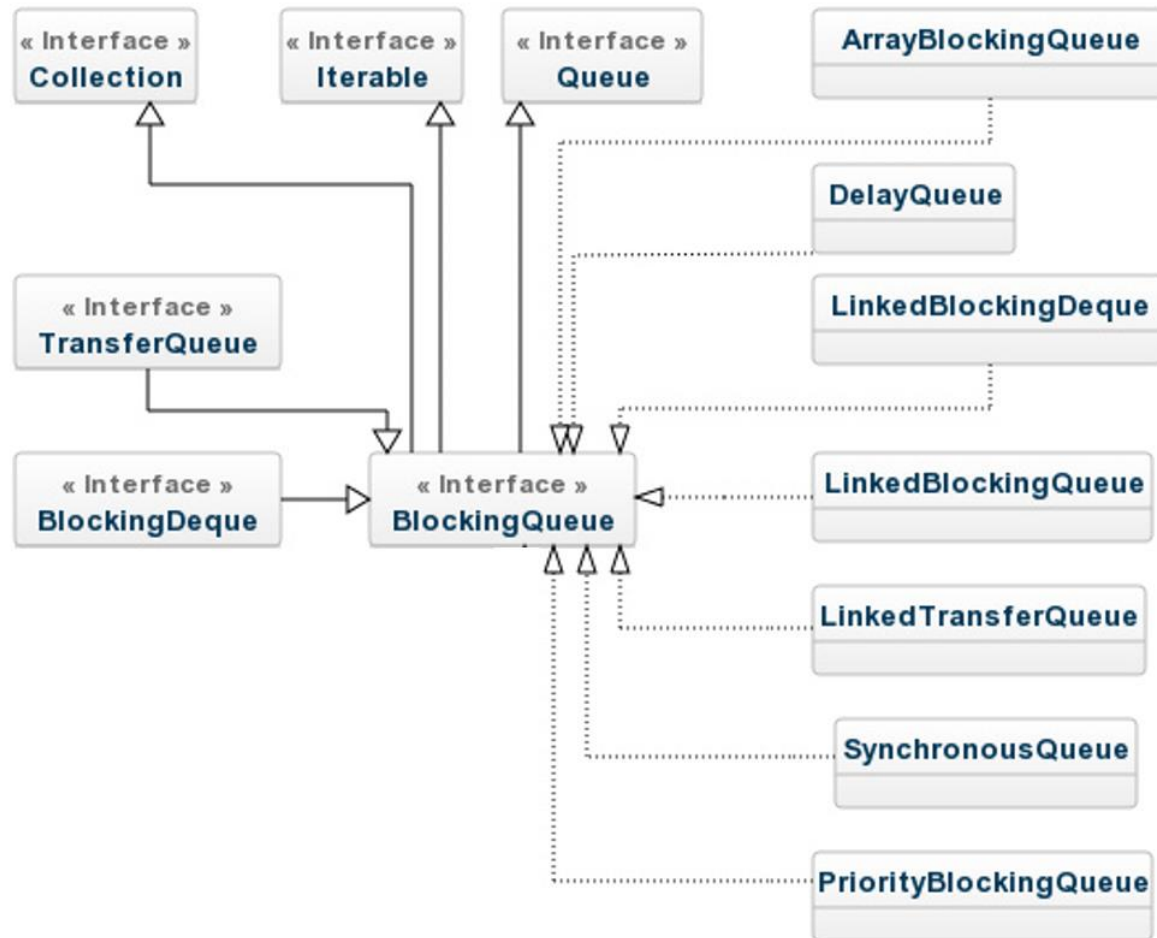 « Interface »
Collection
« Interface »
Iterable
« Interface »
Queue
ArrayBlockingQueue
DelayQueue
« Interface »
TransferQueue
LinkedBlockingDeque
« Interface »
BlockingDeque
« Interface »
BlockingQueue
LinkedBlockingQueue
LinkedTransferQueue
SynchronousQueue
PriorityBlockingQueue